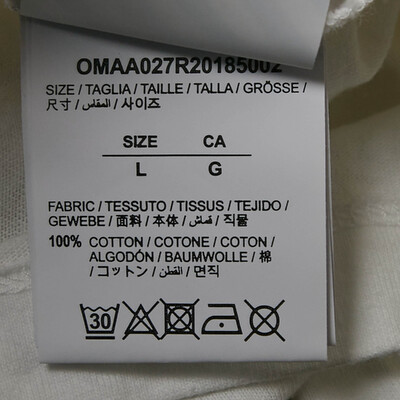 OMAA027R20185002
SIZE / TAGLIA / TAILLE / TALLA / GRÖSSE /
尺寸 / المقاس / 사이즈
SIZE CA
L G
FABRIC / TESSUTO / TISSUS / TEJIDO /
GEWEBE / 面料 / 本体 / قماش / 직물
100% COTTON / COTONE / COTON /
ALGODÓN / BAUMWOLLE / 棉
/ コットン / القطن / 면직
30